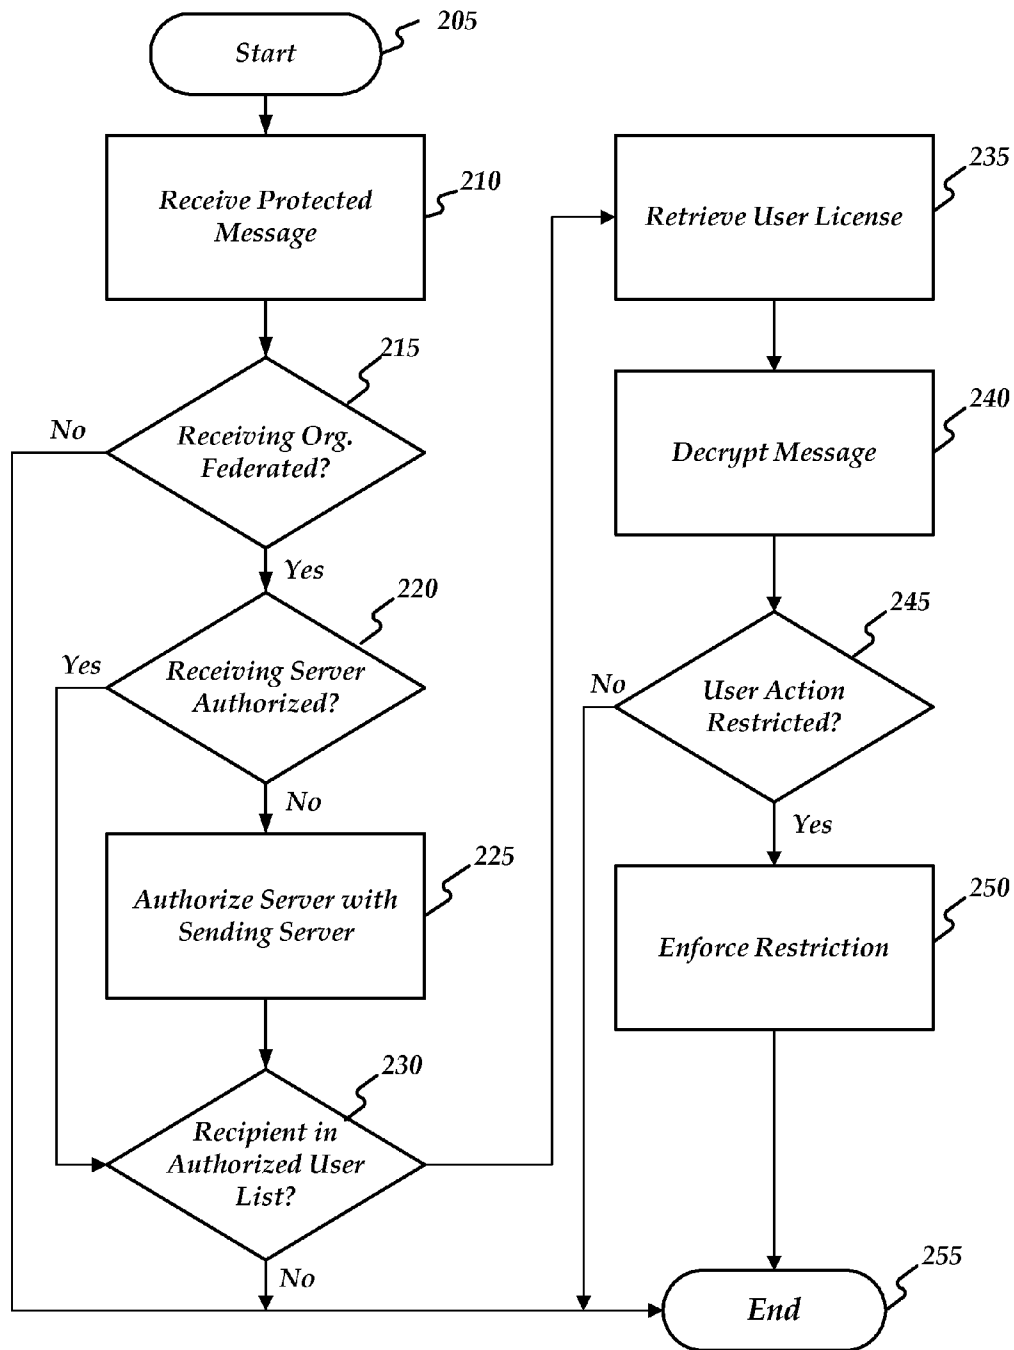 205
Start
210
Receive Protected
Message
215
No
Receiving Org.
Federated?
Yes
220
Yes
Receiving Server
Authorized?
No
225
Authorize Server with
Sending Server
230
Recipient in
Authorized User
List?
No
235
Retrieve User License
240
Decrypt Message
245
No
User Action
Restricted?
Yes
250
Enforce Restriction
255
End